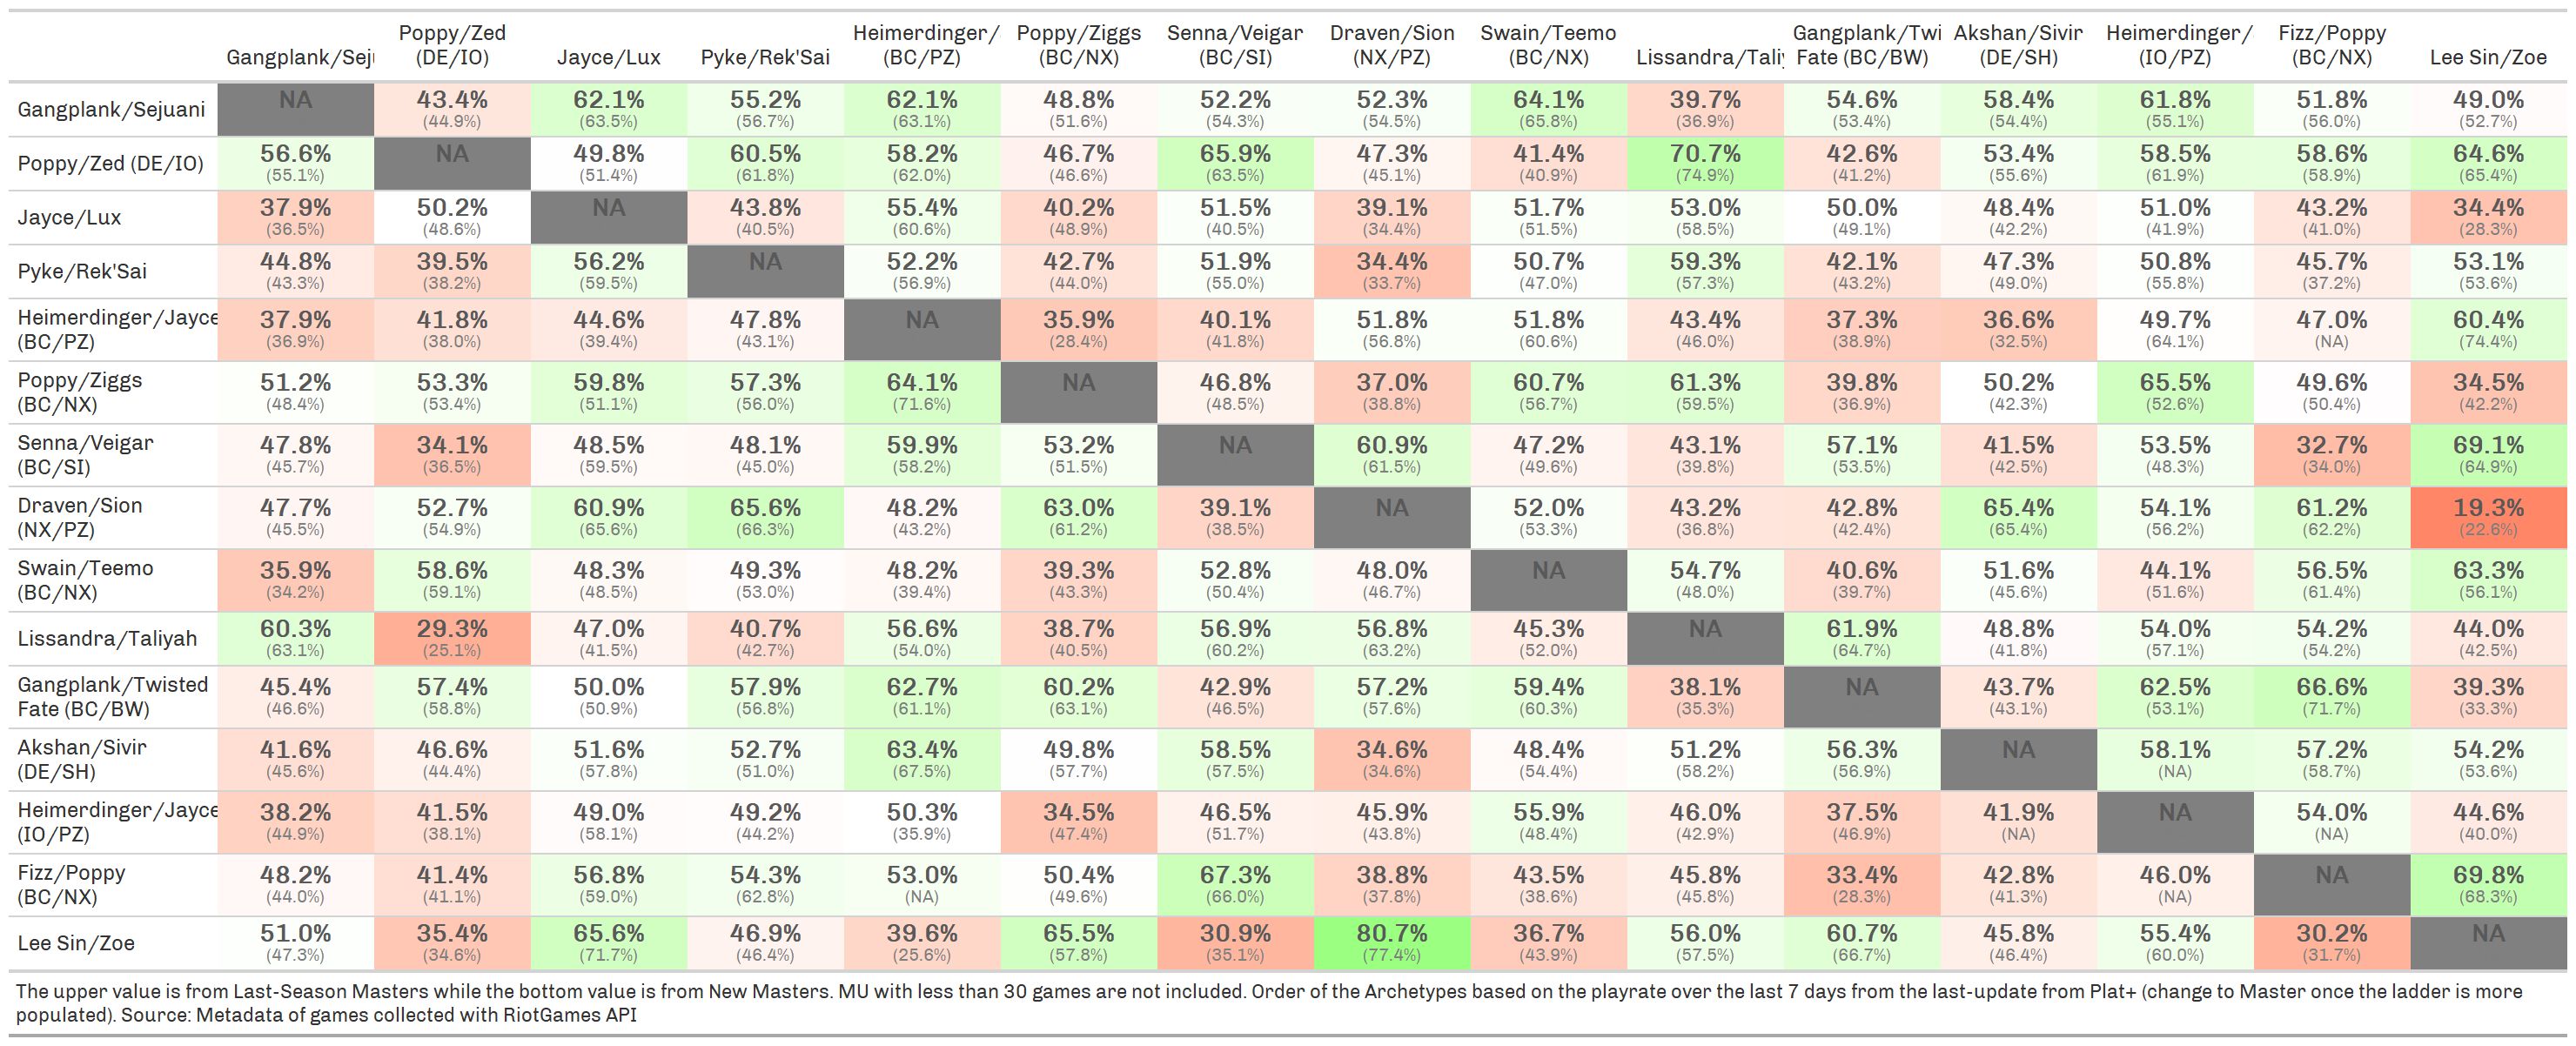 Gangplank/Seju Poppy/Zed (DE/IO) Jayce/Lux Pyke/Rek'Sai Heimerdinger/ (BC/PZ) Poppy/Ziggs (BC/NX) Senna/Veigar (BC/SI) Draven/Sion (NX/PZ) Swain/Teemo (BC/NX) Lissandra/Taliy Gangplank/Twi Fate (BC/BW) Akshan/Sivir (DE/SH) Heimerdinger/ (IO/PZ) Fizz/Poppy (BC/NX) Lee Sin/Zoe
Gangplank/Sejuani NA 43.4% 62.1% 55.2% 62.1% 48.8% 52.2% 52.3% 64.1% 39.7% 54.6% 58.4% 61.8% 51.8% 49.0%
(44.9%) (63.5%) (56.7%) (63.1%) (51.6%) (54.3%) (54.5%) (65.8%) (36.9%) (53.4%) (54.4%) (55.1%) (56.0%) (52.7%)
Poppy/Zed (DE/IO) 56.6% NA 49.8% 60.5% 58.2% 46.7% 65.9% 47.3% 41.4% 70.7% 42.6% 53.4% 58.5% 58.6% 64.6%
(55.1%) (51.4%) (61.8%) (62.0%) (46.6%) (63.5%) (45.1%) (40.9%) (74.9%) (41.2%) (55.6%) (61.9%) (58.9%) (65.4%)
Jayce/Lux 37.9% 50.2% NA 43.8% 55.4% 40.2% 51.5% 39.1% 51.7% 53.0% 50.0% 48.4% 51.0% 43.2% 34.4%
(36.5%) (48.6%) (40.5%) (60.6%) (48.9%) (40.5%) (34.4%) (51.5%) (58.5%) (49.1%) (42.2%) (41.9%) (41.0%) (28.3%)
Pyke/Rek'Sai 44.8% 39.5% 56.2% NA 52.2% 42.7% 51.9% 34.4% 50.7% 59.3% 42.1% 47.3% 50.8% 45.7% 53.1%
(43.3%) (38.2%) (59.5%) (56.9%) (44.0%) (55.0%) (33.7%) (47.0%) (57.3%) (43.2%) (49.0%) (55.8%) (37.2%) (53.6%)
Heimerdinger/Jayce 37.9% 41.8% 44.6% 47.8% NA 35.9% 40.1% 51.8% 51.8% 43.4% 37.3% 36.6% 49.7% 47.0% 60.4%
(BC/PZ) (36.9%) (38.0%) (39.4%) (43.1%) (28.4%) (41.8%) (56.8%) (60.6%) (46.0%) (38.9%) (32.5%) (64.1%) (NA) (74.4%)
Poppy/Ziggs 51.2% 53.3% 59.8% 57.3% 64.1% NA 46.8% 37.0% 60.7% 61.3% 39.8% 50.2% 65.5% 49.6% 34.5%
(BC/NX) (48.4%) (53.4%) (51.1%) (56.0%) (71.6%) (48.5%) (38.8%) (56.7%) (59.5%) (36.9%) (42.3%) (52.6%) (50.4%) (42.2%)
Senna/Veigar 47.8% 34.1% 48.5% 48.1% 59.9% 53.2% NA 60.9% 47.2% 43.1% 57.1% 41.5% 53.5% 32.7% 69.1%
(BC/SI) (45.7%) (36.5%) (59.5%) (45.0%) (58.2%) (51.5%) (61.5%) (49.6%) (39.8%) (53.5%) (42.5%) (48.3%) (34.0%) (64.9%)
Draven/Sion 47.7% 52.7% 60.9% 65.6% 48.2% 63.0% 39.1% NA 52.0% 43.2% 42.8% 65.4% 54.1% 61.2% 19.3%
(NX/PZ) (45.5%) (54.9%) (65.6%) (66.3%) (43.2%) (61.2%) (38.5%) (53.3%) (36.8%) (42.4%) (65.4%) (56.2%) (62.2%) (22.6%)
Swain/Teemo 35.9% 58.6% 48.3% 49.3% 48.2% 39.3% 52.8% 48.0% NA 54.7% 40.6% 51.6% 44.1% 56.5% 63.3%
(BC/NX) (34.2%) (59.1%) (48.5%) (53.0%) (39.4%) (43.3%) (50.4%) (46.7%) (48.0%) (39.7%) (45.6%) (51.6%) (61.4%) (56.1%)
Lissandra/Taliyah 60.3% 29.3% 47.0% 40.7% 56.6% 38.7% 56.9% 56.8% 45.3% NA 61.9% 48.8% 54.0% 54.2% 44.0%
(63.1%) (25.1%) (41.5%) (42.7%) (54.0%) (40.5%) (60.2%) (63.2%) (52.0%) (64.7%) (41.8%) (57.1%) (54.2%) (42.5%)
Gangplank/Twisted 45.4% 57.4% 50.0% 57.9% 62.7% 60.2% 42.9% 57.2% 59.4% 38.1% NA 43.7% 62.5% 66.6% 39.3%
Fate (BC/BW) (46.6%) (58.8%) (50.9%) (56.8%) (61.1%) (63.1%) (46.5%) (57.6%) (60.3%) (35.3%) (43.1%) (53.1%) (71.7%) (33.3%)
Akshan/Sivir 41.6% 46.6% 51.6% 52.7% 63.4% 49.8% 58.5% 34.6% 48.4% 51.2% 56.3% NA 58.1% 57.2% 54.2%
(DE/SH) (45.6%) (44.4%) (57.8%) (51.0%) (67.5%) (57.7%) (57.5%) (34.6%) (54.4%) (58.2%) (56.9%) (NA) (58.7%) (53.6%)
Heimerdinger/Jayce 38.2% 41.5% 49.0% 49.2% 50.3% 34.5% 46.5% 45.9% 55.9% 46.0% 37.5% 41.9% NA 54.0% 44.6%
(IO/PZ) (44.9%) (38.1%) (58.1%) (44.2%) (35.9%) (47.4%) (51.7%) (43.8%) (48.4%) (42.9%) (46.9%) (NA) (NA) (40.0%)
Fizz/Poppy 48.2% 41.4% 56.8% 54.3% 53.0% 50.4% 67.3% 38.8% 43.5% 45.8% 33.4% 42.8% 46.0% NA 69.8%
(BC/NX) (44.0%) (41.1%) (59.0%) (62.8%) (NA) (49.6%) (66.0%) (37.8%) (38.6%) (45.8%) (28.3%) (41.3%) (NA) (68.3%)
Lee Sin/Zoe 51.0% 35.4% 65.6% 46.9% 39.6% 65.5% 30.9% 80.7% 36.7% 56.0% 60.7% 45.8% 55.4% 30.2% NA
(47.3%) (34.6%) (71.7%) (46.4%) (25.6%) (57.8%) (35.1%) (77.4%) (43.9%) (57.5%) (66.7%) (46.4%) (60.0%) (31.7%)
The upper value is from Last-Season Masters while the bottom value is from New Masters. MU with less than 30 games are not included. Order of the Archetypes based on the playrate over the last 7 days from the last-update from Plat+ (change to Master once the ladder is more
populated). Source: Metadata of games collected with RiotGames API